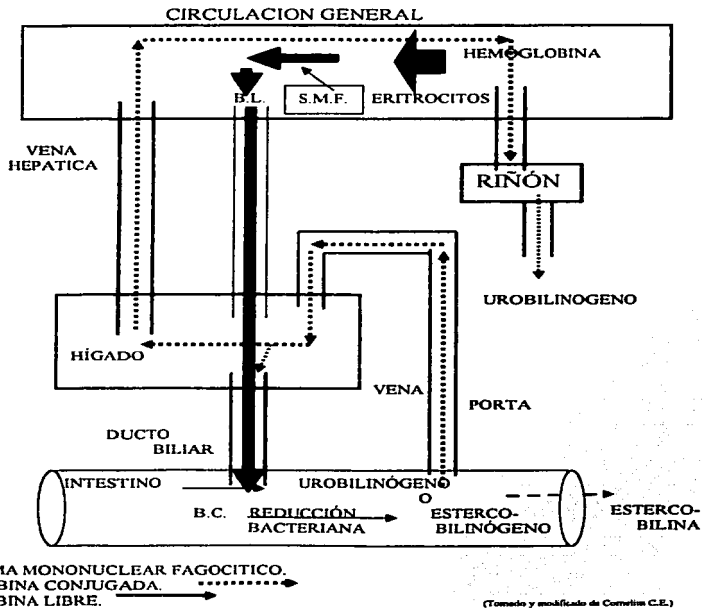 CIRCULACION GENERAL
HEMOGLOBINA
B.L.
S.M.F.
ERITROCITOS
VENA
HEPATICA
RIÑÓN
UROBILINOGENO
HÍGADO
VENA
PORTA
DUCTO
BILIAR
INTESTINO
UROBILINÓGENO
B.C.
REDUCCIÓN
BACTERIANA
ESTERCO-
BILINÓGENO
ESTERCO-
BILINA
MA MONONUCLEAR FAGOCITICO.
BINA CONJUGADA.
BINA LIBRE.
(Tomado y modificado de Cornelius C.E.)